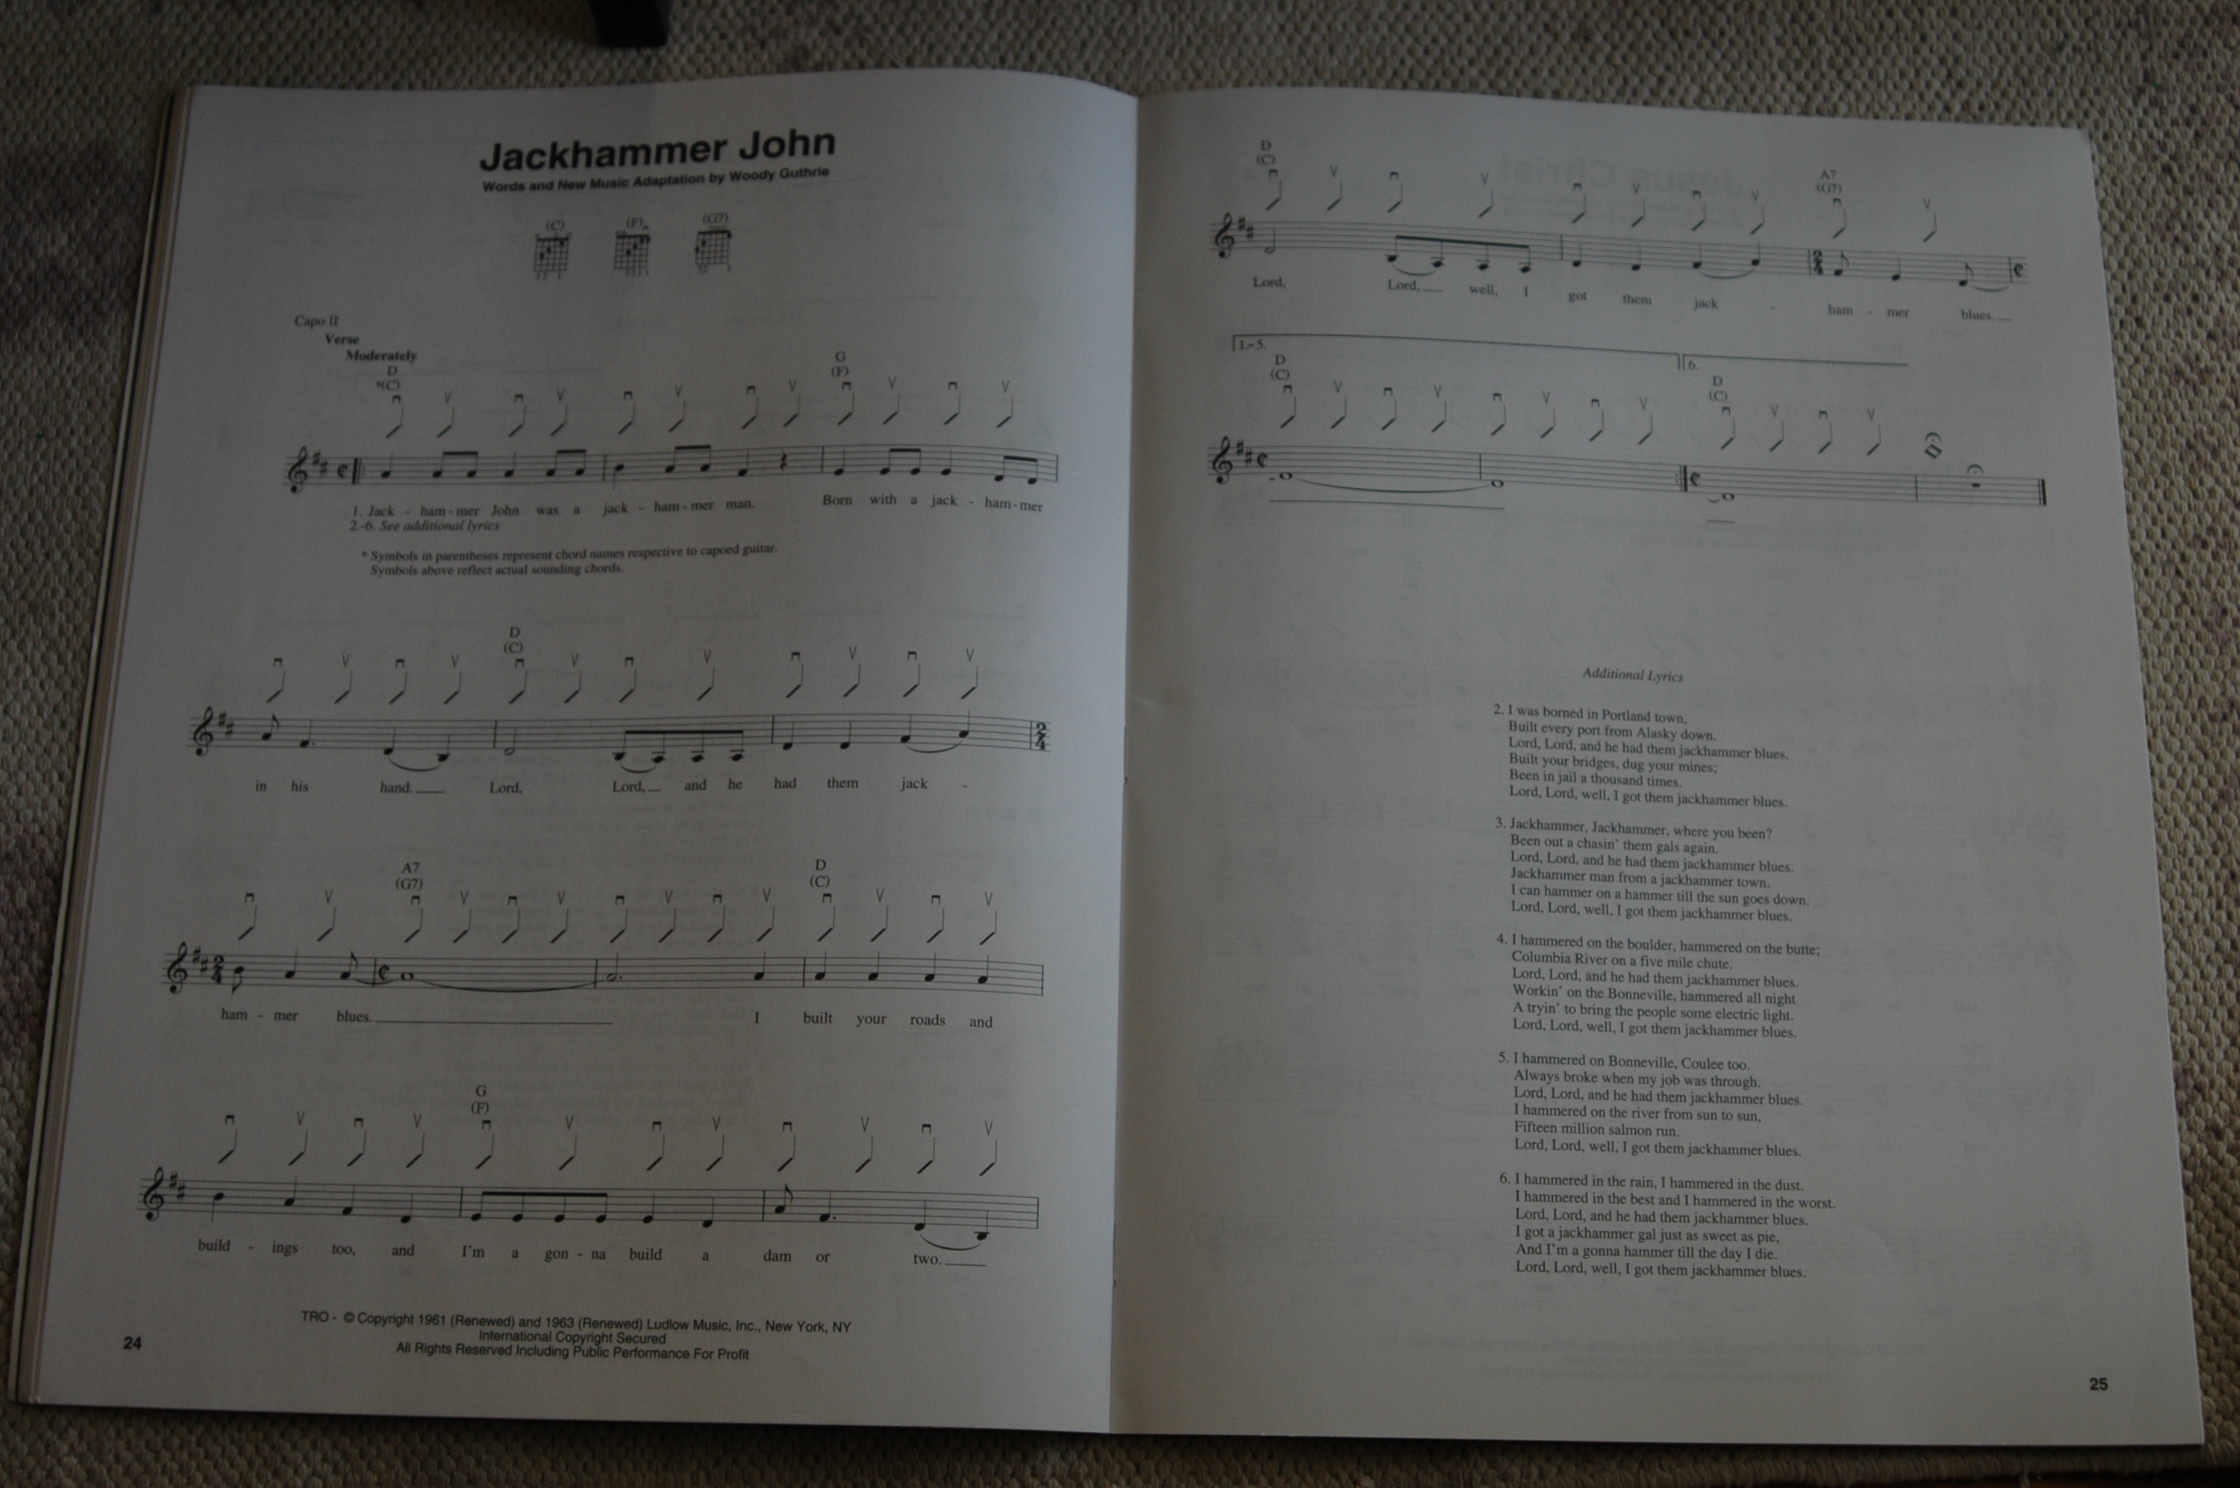 Jackhammer John
Words and New Music Adaptation by Woody Guthrie
(C) (F) (G7)
Capo II
Verse
Moderately
D G
*(C) (F)
1. Jack - ham - mer John was a jack - ham - mer man. Born with a jack - ham - mer
2.-6. See additional lyrics
* Symbols in parentheses represent chord names respective to capoed guitar.
Symbols above reflect actual sounding chords.
D
(C)
in his hand. Lord, Lord, and he had them jack -
A7 D
(G7) (C)
ham - mer blues. I built your roads and
G
(F)
build - ings too, and I'm a gon - na build a dam or two.
TRO - © Copyright 1961 (Renewed) and 1963 (Renewed) Ludlow Music, Inc., New York, NY
International Copyright Secured
All Rights Reserved Including Public Performance For Profit
24
D A7
(C) (G7)
Lord, Lord, well, I got them jack - ham - mer blues.
1.-5. 6.
D D
(C) (C)
Additional Lyrics
2. I was borned in Portland town,
Built every port from Alasky down.
Lord, Lord, and he had them jackhammer blues.
Built your bridges, dug your mines;
Been in jail a thousand times.
Lord, Lord, well, I got them jackhammer blues.
3. Jackhammer, Jackhammer, where you been?
Been out a chasin' them gals again.
Lord, Lord, and he had them jackhammer blues.
Jackhammer man from a jackhammer town.
I can hammer on a hammer till the sun goes down.
Lord, Lord, well, I got them jackhammer blues.
4. I hammered on the boulder, hammered on the butte;
Columbia River on a five mile chute.
Lord, Lord, and he had them jackhammer blues.
Workin' on the Bonneville, hammered all night
A tryin' to bring the people some electric light.
Lord, Lord, well, I got them jackhammer blues.
5. I hammered on Bonneville, Coulee too.
Always broke when my job was through.
Lord, Lord, and he had them jackhammer blues.
I hammered on the river from sun to sun,
Fifteen million salmon run.
Lord, Lord, well, I got them jackhammer blues.
6. I hammered in the rain, I hammered in the dust.
I hammered in the best and I hammered in the worst.
Lord, Lord, and he had them jackhammer blues.
I got a jackhammer gal just as sweet as pie,
And I'm a gonna hammer till the day I die.
Lord, Lord, well, I got them jackhammer blues.
25